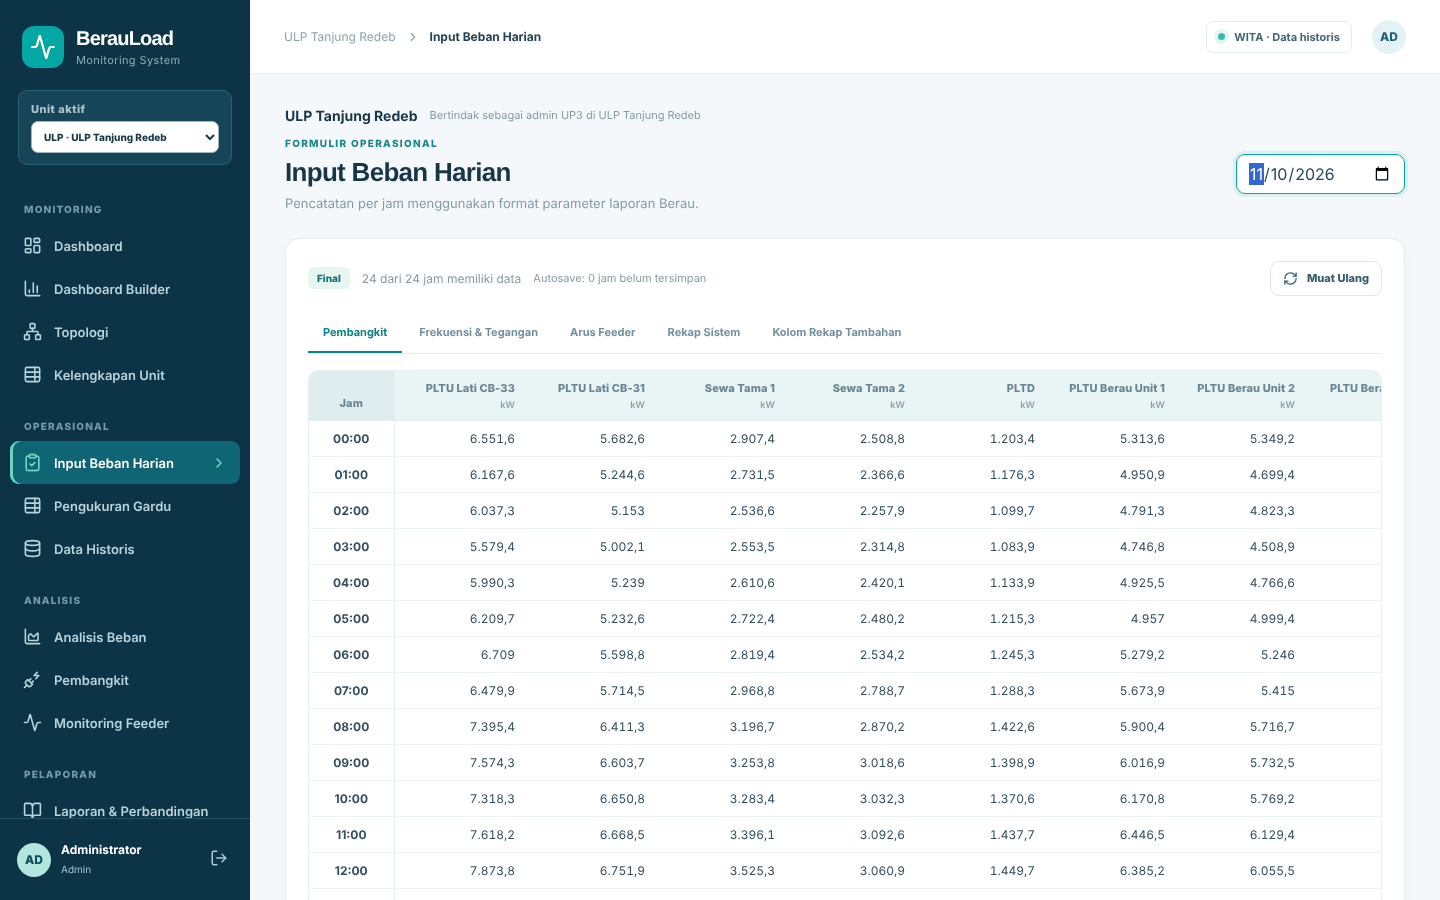 BerauLoad
Monitoring System
Unit aktif
ULP · ULP Tanjung Redeb
MONITORING
Dashboard
Dashboard Builder
Topologi
Kelengkapan Unit
OPERASIONAL
Input Beban Harian
Pengukuran Gardu
Data Historis
ANALISIS
Analisis Beban
Pembangkit
Monitoring Feeder
PELAPORAN
Laporan & Perbandingan
AD
Administrator
Admin
ULP Tanjung Redeb > Input Beban Harian
WITA · Data historis
AD
ULP Tanjung Redeb Bertindak sebagai admin UP3 di ULP Tanjung Redeb
FORMULIR OPERASIONAL
Input Beban Harian
Pencatatan per jam menggunakan format parameter laporan Berau.
11/10/2026
Final 24 dari 24 jam memiliki data Autosave: 0 jam belum tersimpan
Muat Ulang
Pembangkit Frekuensi & Tegangan Arus Feeder Rekap Sistem Kolom Rekap Tambahan
Jam PLTU Lati CB-33 PLTU Lati CB-31 Sewa Tama 1 Sewa Tama 2 PLTD PLTU Berau Unit 1 PLTU Berau Unit 2 PLTU Bera
kW kW kW kW kW kW kW
00:00 6.551,6 5.682,6 2.907,4 2.508,8 1.203,4 5.313,6 5.349,2
01:00 6.167,6 5.244,6 2.731,5 2.366,6 1.176,3 4.950,9 4.699,4
02:00 6.037,3 5.153 2.536,6 2.257,9 1.099,7 4.791,3 4.823,3
03:00 5.579,4 5.002,1 2.553,5 2.314,8 1.083,9 4.746,8 4.508,9
04:00 5.990,3 5.239 2.610,6 2.420,1 1.133,9 4.925,5 4.766,6
05:00 6.209,7 5.232,6 2.722,4 2.480,2 1.215,3 4.957 4.999,4
06:00 6.709 5.598,8 2.819,4 2.534,2 1.245,3 5.279,2 5.246
07:00 6.479,9 5.714,5 2.968,8 2.788,7 1.288,3 5.673,9 5.415
08:00 7.395,4 6.411,3 3.196,7 2.870,2 1.422,6 5.900,4 5.716,7
09:00 7.574,3 6.603,7 3.253,8 3.018,6 1.398,9 6.016,9 5.732,5
10:00 7.318,3 6.650,8 3.283,4 3.032,3 1.370,6 6.170,8 5.769,2
11:00 7.618,2 6.668,5 3.396,1 3.092,6 1.437,7 6.446,5 6.129,4
12:00 7.873,8 6.751,9 3.525,3 3.060,9 1.449,7 6.385,2 6.055,5